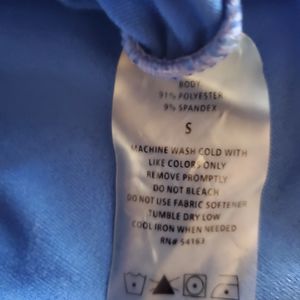 BODY
91% POLYESTER
9% SPANDEX
S
MACHINE WASH COLD WITH
LIKE COLORS ONLY
REMOVE PROMPTLY
DO NOT BLEACH
DO NOT USE FABRIC SOFTENER
TUMBLE DRY LOW
COOL IRON WHEN NEEDED
RN# 54163